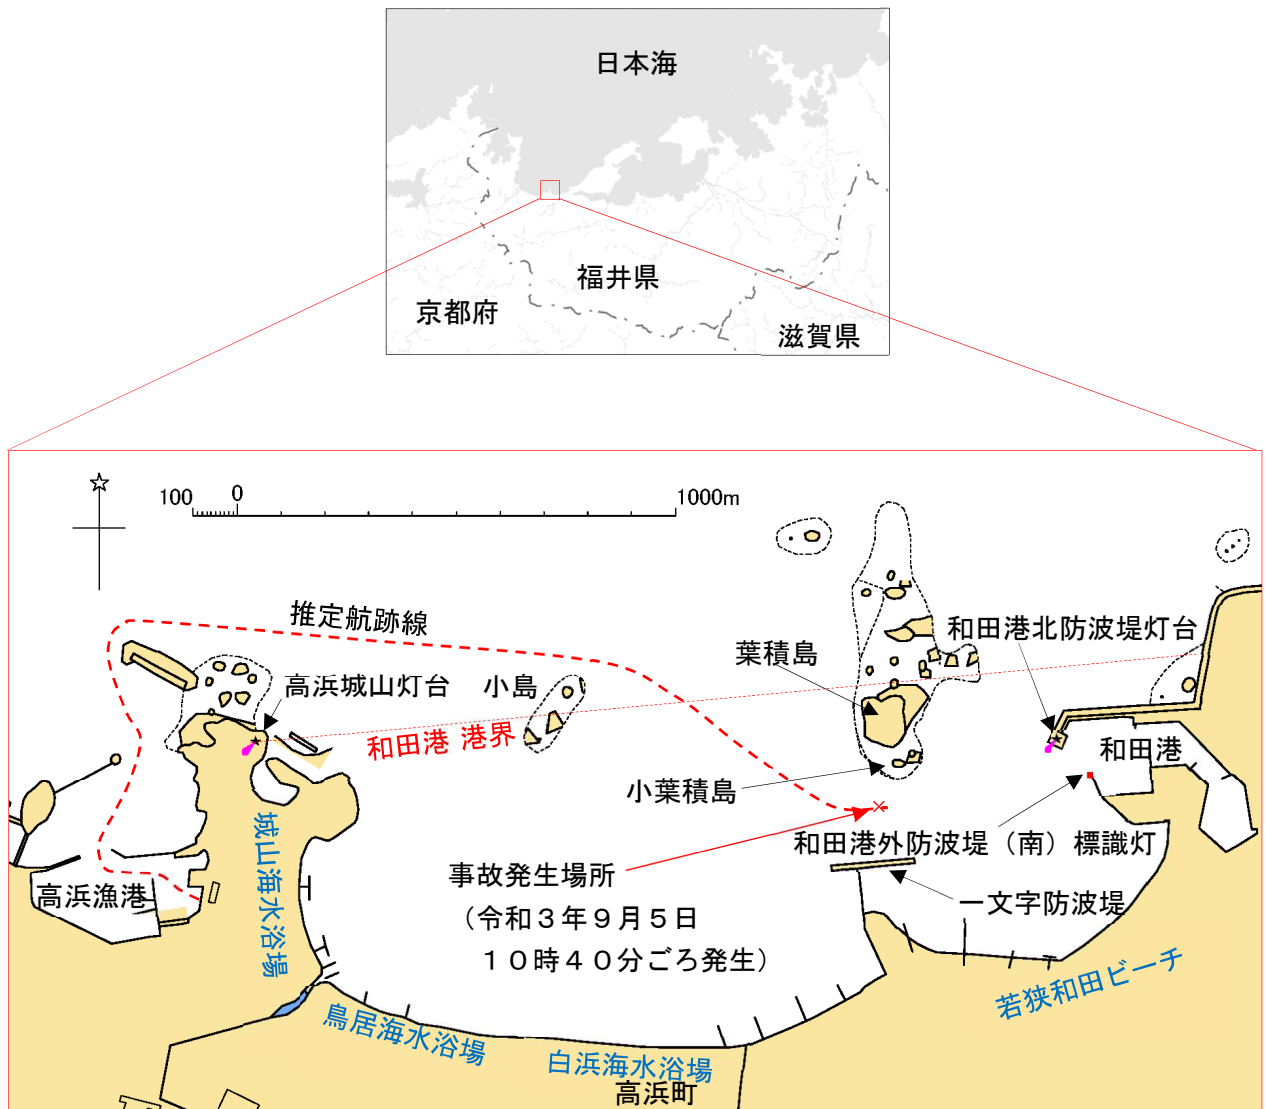 日本海
福井県
京都府
滋賀県
100 0 1000m
推定航跡線
和田港北防波堤灯台
葉積島
高浜城山灯台
小島
和田港 港界
和田港
小葉積島
和田港外防波堤（南）標識灯
事故発生場所
（令和３年９月５日
１０時４０分ごろ発生）
一文字防波堤
高浜漁港
城山海水浴場
若狭和田ビーチ
鳥居海水浴場
白浜海水浴場
高浜町